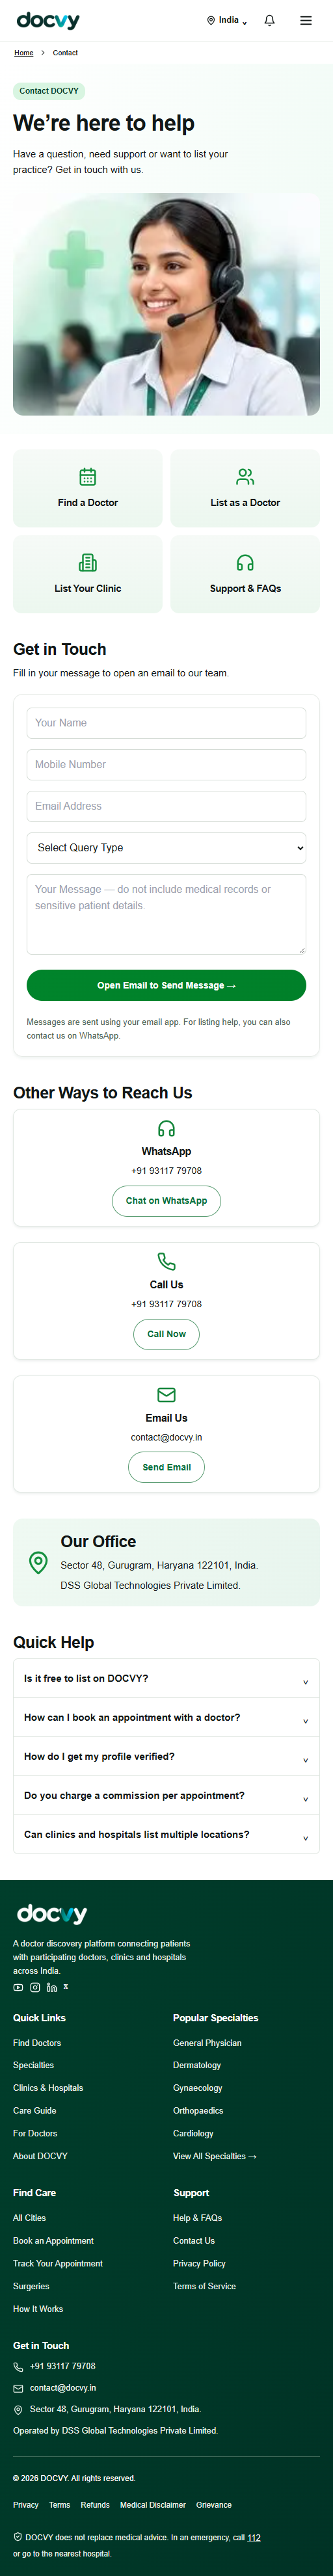 docvy
India
Home > Contact
Contact DOCVY
We're here to help
Have a question, need support or want to list your
practice? Get in touch with us.
Find a Doctor
List as a Doctor
List Your Clinic
Support & FAQs
Get in Touch
Fill in your message to open an email to our team.
Your Name
Mobile Number
Email Address
Select Query Type
Your Message — do not include medical records or
sensitive patient details.
Open Email to Send Message →
Messages are sent using your email app. For listing help, you can also
contact us on WhatsApp.
Other Ways to Reach Us
WhatsApp
+91 93117 79708
Chat on WhatsApp
Call Us
+91 93117 79708
Call Now
Email Us
contact@docvy.in
Send Email
Our Office
Sector 48, Gurugram, Haryana 122101, India.
DSS Global Technologies Private Limited.
Quick Help
Is it free to list on DOCVY?
How can I book an appointment with a doctor?
How do I get my profile verified?
Do you charge a commission per appointment?
Can clinics and hospitals list multiple locations?
docvy
A doctor discovery platform connecting patients
with participating doctors, clinics and hospitals
across India.
X
Quick Links
Find Doctors
Specialties
Clinics & Hospitals
Care Guide
For Doctors
About DOCVY
Popular Specialties
General Physician
Dermatology
Gynaecology
Orthopaedics
Cardiology
View All Specialties →
Find Care
All Cities
Book an Appointment
Track Your Appointment
Surgeries
How It Works
Support
Help & FAQs
Contact Us
Privacy Policy
Terms of Service
Get in Touch
+91 93117 79708
contact@docvy.in
Sector 48, Gurugram, Haryana 122101, India.
Operated by DSS Global Technologies Private Limited.
© 2026 DOCVY. All rights reserved.
Privacy Terms Refunds Medical Disclaimer Grievance
DOCVY does not replace medical advice. In an emergency, call 112
or go to the nearest hospital.